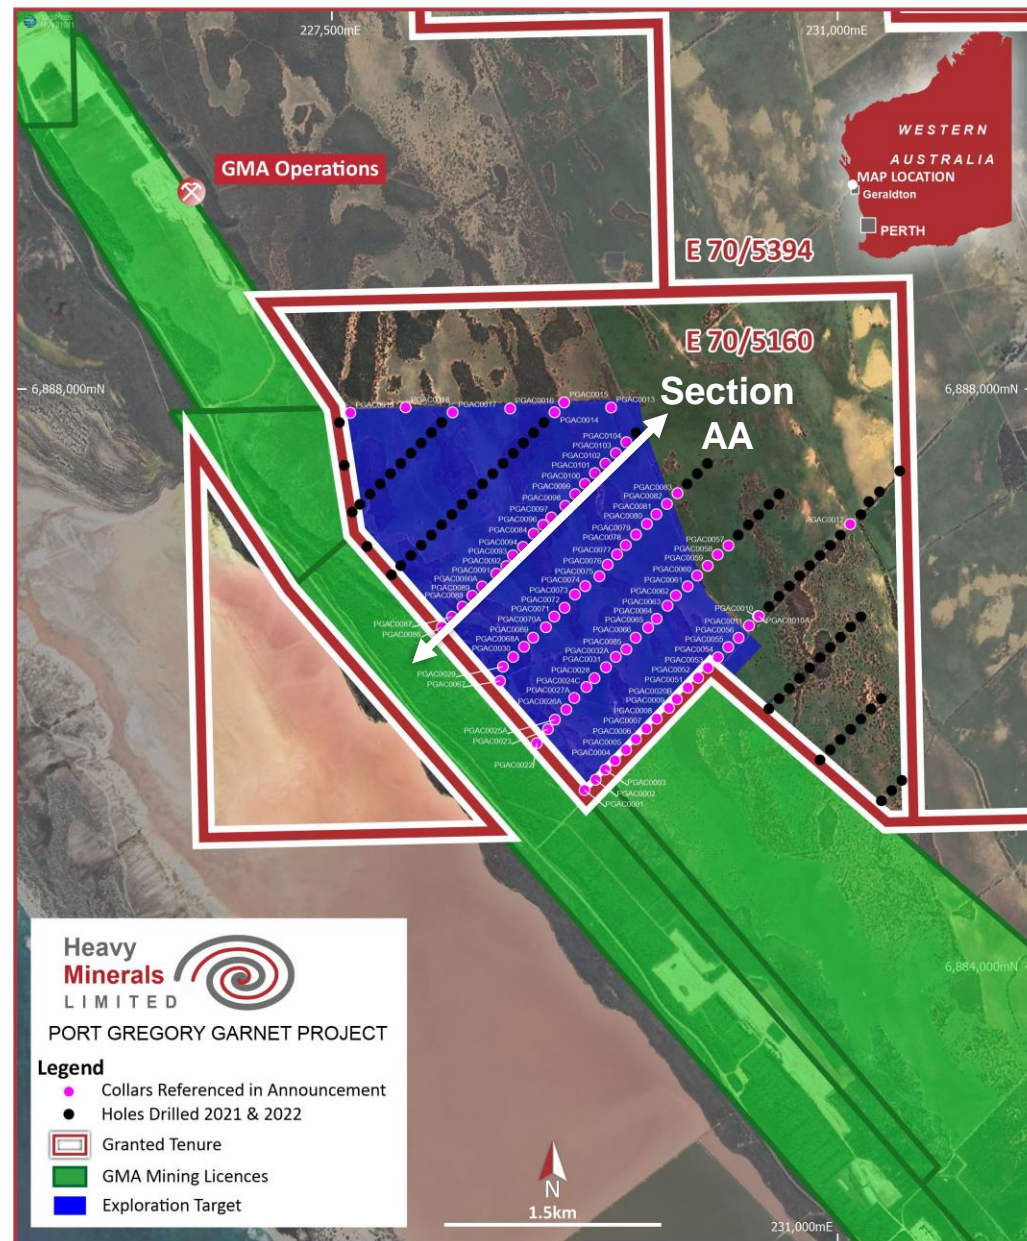 227,500mE
231,000mE
GMA Operations
WESTERN
AUSTRALIA
MAP LOCATION
Geraldton
PERTH
E 70/5394
E 70/5160
6,888,000mN
6,888,000mN
Section
AA
PGAC0017
PGAC0016
PGAC0015
PGAC0013
PGAC0014
PGAC0104
PGAC0103
PGAC0102
PGAC0101
PGAC0100
PGAC0099
PGAC0098
PGAC0097
PGAC0096
PGAC0084
PGAC0094
PGAC0093
PGAC0092
PGAC0091
PGAC0090A
PGAC0089
PGAC0088
PGAC0087
PGAC0086
PGAC0083
PGAC0082
PGAC0081
PGAC0080
PGAC0079
PGAC0078
PGAC0077
PGAC0076
PGAC0075
PGAC0074
PGAC0073
PGAC0072
PGAC0071
PGAC0070A
PGAC0069
PGAC0068A
PGAC0030
PGAC0029
PGAC0067
PGAC0057
PGAC0058
PGAC0059
PGAC0060
PGAC0061
PGAC0062
PGAC0063
PGAC0064
PGAC0065
PGAC0066
PGAC0085
PGAC0032A
PGAC0031
PGAC0028
PGAC0024C
PGAC0027A
PGAC0026A
PGAC0025A
PGAC0023
PGAC0022
PGAC0012
PGAC0010
PGAC0010A
PGAC0011
PGAC0056
PGAC0055
PGAC0054
PGAC0053
PGAC0052
PGAC0051
PGAC0020B
PGAC0009
PGAC0008
PGAC0007
PGAC0006
PGAC0005
PGAC0004
PGAC0003
PGAC0002
PGAC0001
6,884,000mN
Heavy
Minerals
LIMITED
PORT GREGORY GARNET PROJECT
Legend
Collars Referenced in Announcement
Holes Drilled 2021 & 2022
Granted Tenure
GMA Mining Licences
Exploration Target
N
1.5km
231,000mE